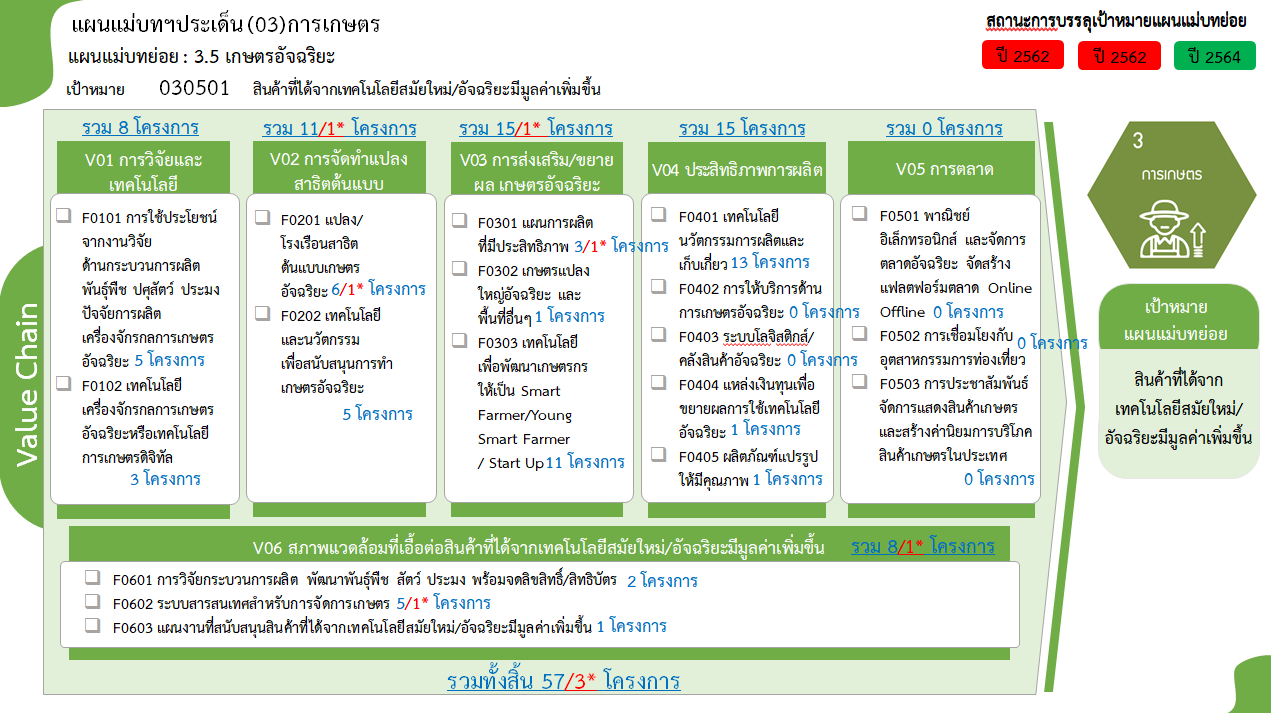 แผนแม่บทฯประเด็น (03)การเกษตร
แผนแม่บทย่อย : 3.5 เกษตรอัจฉริยะ
เป้าหมาย 030501 สินค้าที่ได้จากเทคโนโลยีสมัยใหม่/อัจฉริยะมีมูลค่าเพิ่มขึ้น
สถานะการบรรลุเป้าหมายแผนแม่บทย่อย
ปี 2562 ปี 2562 ปี 2564
Value Chain
รวม 8 โครงการ
V01 การวิจัยและ
เทคโนโลยี
F0101 การใช้ประโยชน์
จากงานวิจัย
ด้านกระบวนการผลิต
พันธุ์พืช ปศุสัตว์ ประมง
ปัจจัยการผลิต
เครื่องจักรกลการเกษตร
อัจฉริยะ 5 โครงการ
F0102 เทคโนโลยี
เครื่องจักรกลการเกษตร
อัจฉริยะหรือเทคโนโลยี
การเกษตรดิจิทัล
3 โครงการ
รวม 11/1* โครงการ
V02 การจัดทำแปลง
สาธิตต้นแบบ
F0201 แปลง/
โรงเรือนสาธิต
ต้นแบบเกษตร
อัจฉริยะ 6/1* โครงการ
F0202 เทคโนโลยี
และนวัตกรรม
เพื่อสนับสนุนการทำ
เกษตรอัจฉริยะ
5 โครงการ
รวม 15/1* โครงการ
V03 การส่งเสริม/ขยาย
ผล เกษตรอัจฉริยะ
F0301 แผนการผลิต
ที่มีประสิทธิภาพ 3/1* โครงการ
F0302 เกษตรแปลง
ใหญ่อัจฉริยะ และ
พื้นที่อื่นๆ 1 โครงการ
F0303 เทคโนโลยี
เพื่อพัฒนาเกษตรกร
ให้เป็น Smart
Farmer/Young
Smart Farmer
/ Start Up 11 โครงการ
รวม 15 โครงการ
V04 ประสิทธิภาพการผลิต
F0401 เทคโนโลยี
นวัตกรรมการผลิตและ
เก็บเกี่ยว 13 โครงการ
F0402 การให้บริการด้าน
การเกษตรอัจฉริยะ 0 โครงการ
F0403 ระบบโลจิสติกส์/
คลังสินค้าอัจฉริยะ 0 โครงการ
F0404 แหล่งเงินทุนเพื่อ
ขยายผลการใช้เทคโนโลยี
อัจฉริยะ 1 โครงการ
F0405 ผลิตภัณฑ์แปรรูป
ให้มีคุณภาพ 1 โครงการ
รวม 0 โครงการ
V05 การตลาด
F0501 พาณิชย์
อิเล็กทรอนิกส์ และจัดการ
ตลาดอัจฉริยะ จัดสร้าง
แฟลตฟอร์มตลาด Online
Offline 0 โครงการ
F0502 การเชื่อมโยงกับ
อุตสาหกรรมการท่องเที่ยว 0 โครงการ
F0503 การประชาสัมพันธ์
จัดการแสดงสินค้าเกษตร
และสร้างค่านิยมการบริโภค
สินค้าเกษตรในประเทศ
0 โครงการ
V06 สภาพแวดล้อมที่เอื้อต่อสินค้าที่ได้จากเทคโนโลยีสมัยใหม่/อัจฉริยะมีมูลค่าเพิ่มขึ้น รวม 8/1* โครงการ
F0601 การวิจัยกระบวนการผลิต พัฒนาพันธุ์พืช สัตว์ ประมง พร้อมจดลิขสิทธิ์/สิทธิบัตร 2 โครงการ
F0602 ระบบสารสนเทศสำหรับการจัดการเกษตร 5/1* โครงการ
F0603 แผนงานที่สนับสนุนสินค้าที่ได้จากเทคโนโลยีสมัยใหม่/อัจฉริยะมีมูลค่าเพิ่มขึ้น 1 โครงการ
รวมทั้งสิ้น 57/3* โครงการ
3
การเกษตร
เป้าหมาย
แผนแม่บทย่อย
สินค้าที่ได้จาก
เทคโนโลยีสมัยใหม่/
อัจฉริยะมีมูลค่าเพิ่มขึ้น